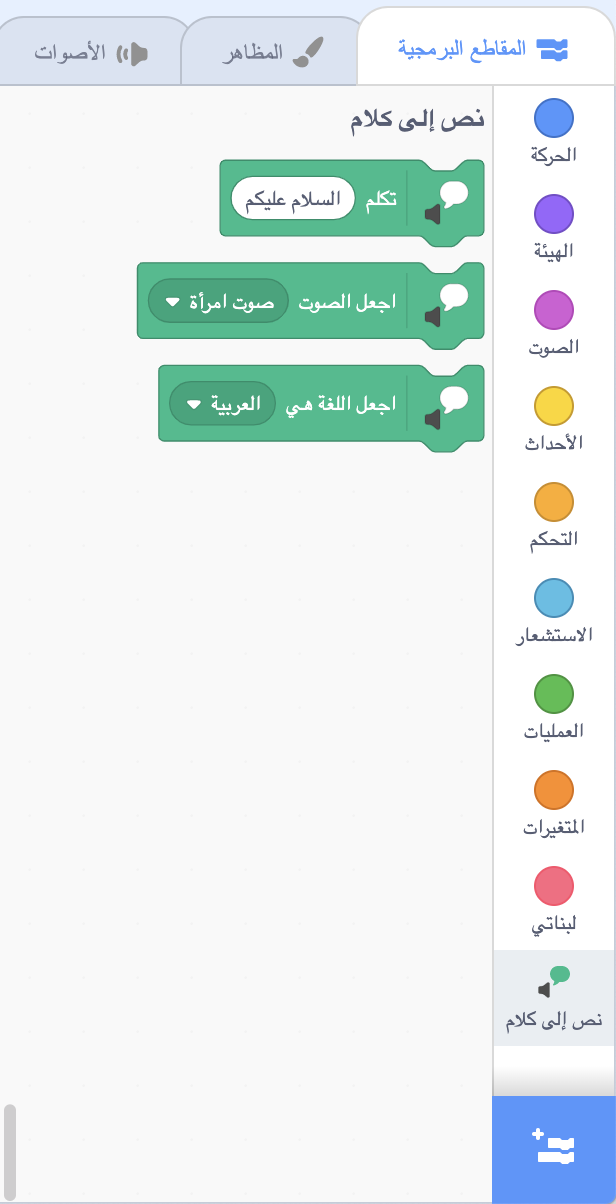 المقاطع البرمجية
المظاهر
الأصوات
الحركة
الهيئة
الصوت
الأحداث
التحكم
الاستشعار
العمليات
المتغيرات
لبناتي
نص إلى كلام
نص إلى كلام
تكلم السلام عليكم
اجعل الصوت صوت امرأة
اجعل اللغة هي العربية